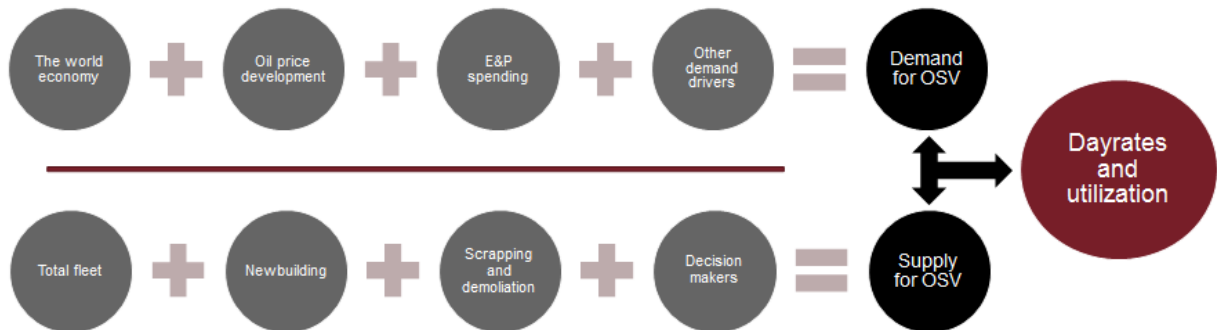 The world
economy
Oil price
development
E&P
spending
Other
demand
drivers
Demand
for OSV
Dayrates
and
utilization
Total fleet
Newbuilding
Scrapping
and
demoliation
Decision
makers
Supply
for OSV